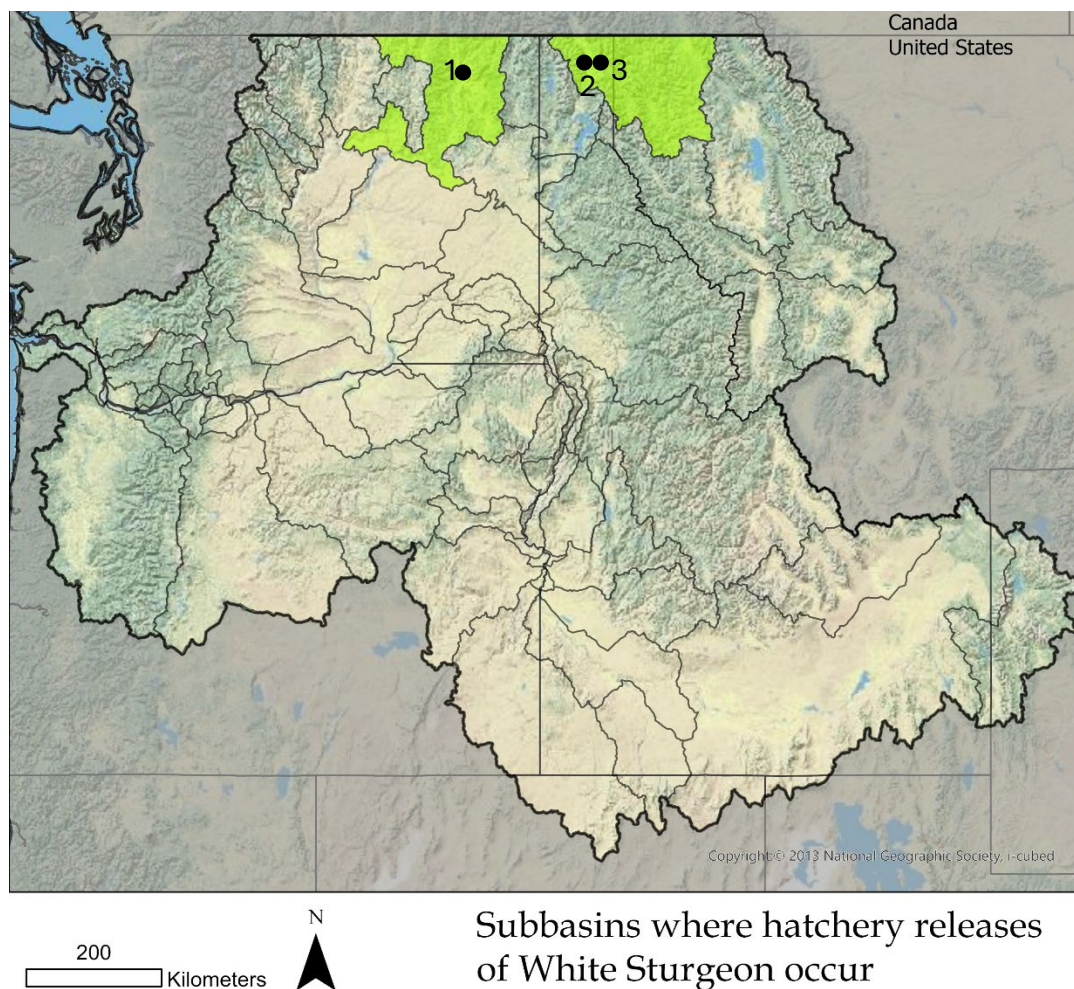 Canada
United States
1
2
3
Copyright:© 2013 National Geographic Society, i-cubed
200
Kilometers
N
Subbasins where hatchery releases
of White Sturgeon occur